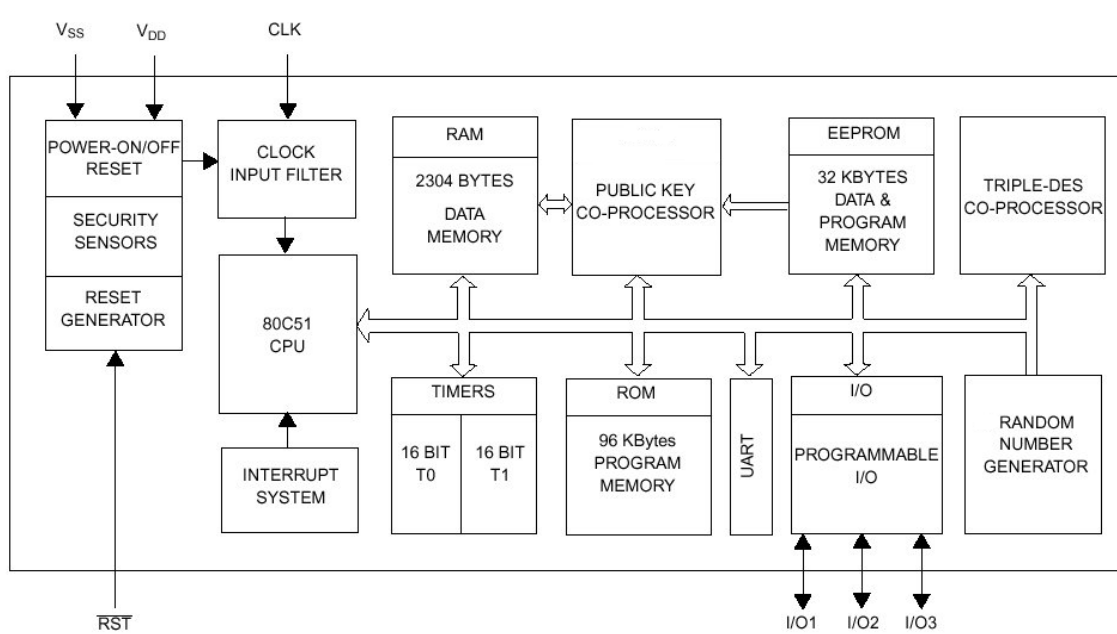 V_SS
V_DD
CLK
POWER-ON/OFF
RESET
SECURITY
SENSORS
RESET
GENERATOR
CLOCK
INPUT FILTER
80C51
CPU
INTERRUPT
SYSTEM
RAM
2304 BYTES
DATA
MEMORY
PUBLIC KEY
CO-PROCESSOR
EEPROM
32 KBYTES
DATA &
PROGRAM
MEMORY
TRIPLE-DES
CO-PROCESSOR
TIMERS
16 BIT
T0
16 BIT
T1
ROM
96 KBytes
PROGRAM
MEMORY
UART
I/O
PROGRAMMABLE
I/O
RANDOM
NUMBER
GENERATOR
RST
I/O1
I/O2
I/O3